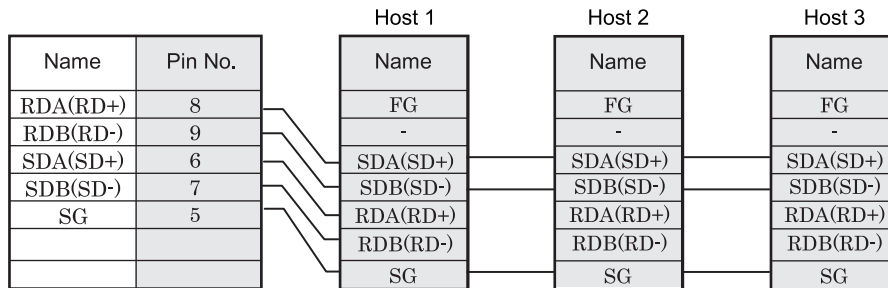 Host 1 Host 2 Host 3
Name Pin No. Name Name Name
RDA(RD+) 8 FG FG FG
RDB(RD-) 9 - - -
SDA(SD+) 6 SDA(SD+) SDA(SD+) SDA(SD+)
SDB(SD-) 7 SDB(SD-) SDB(SD-) SDB(SD-)
SG 5 RDA(RD+) RDA(RD+) RDA(RD+)
RDB(RD-) RDB(RD-) RDB(RD-)
SG SG SG